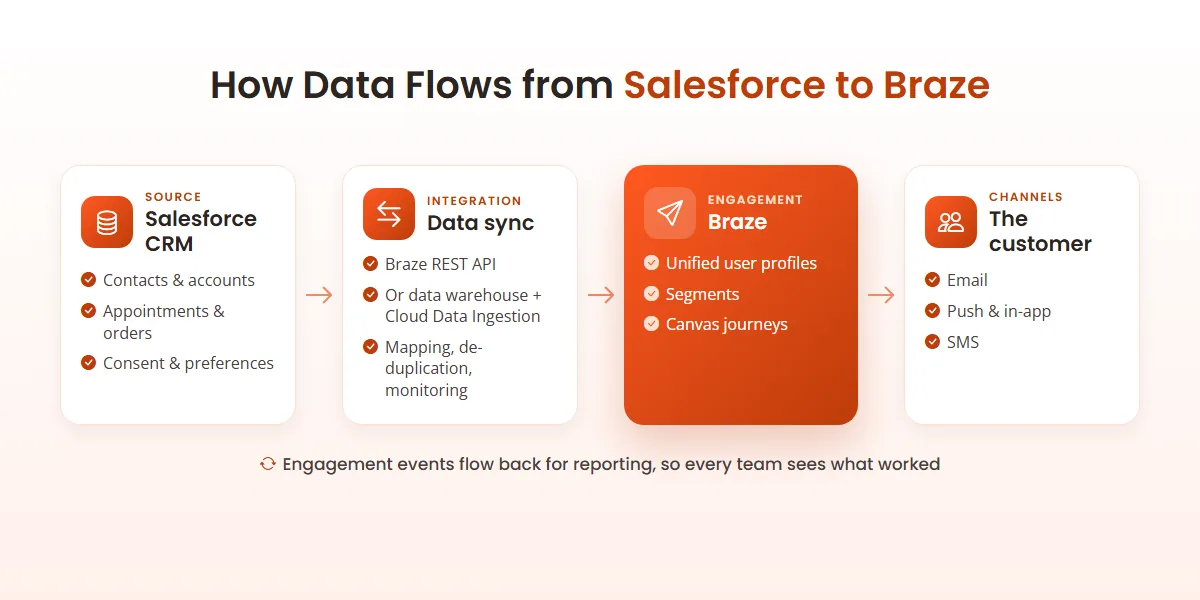 How Data Flows from Salesforce to Braze
SOURCE
Salesforce
CRM
Contacts & accounts
Appointments &
orders
Consent & preferences
INTEGRATION
Data sync
Braze REST API
Or data warehouse +
Cloud Data Ingestion
Mapping, de-
duplication,
monitoring
ENGAGEMENT
Braze
Unified user profiles
Segments
Canvas journeys
CHANNELS
The
customer
Email
Push & in-app
SMS
Engagement events flow back for reporting, so every team sees what worked